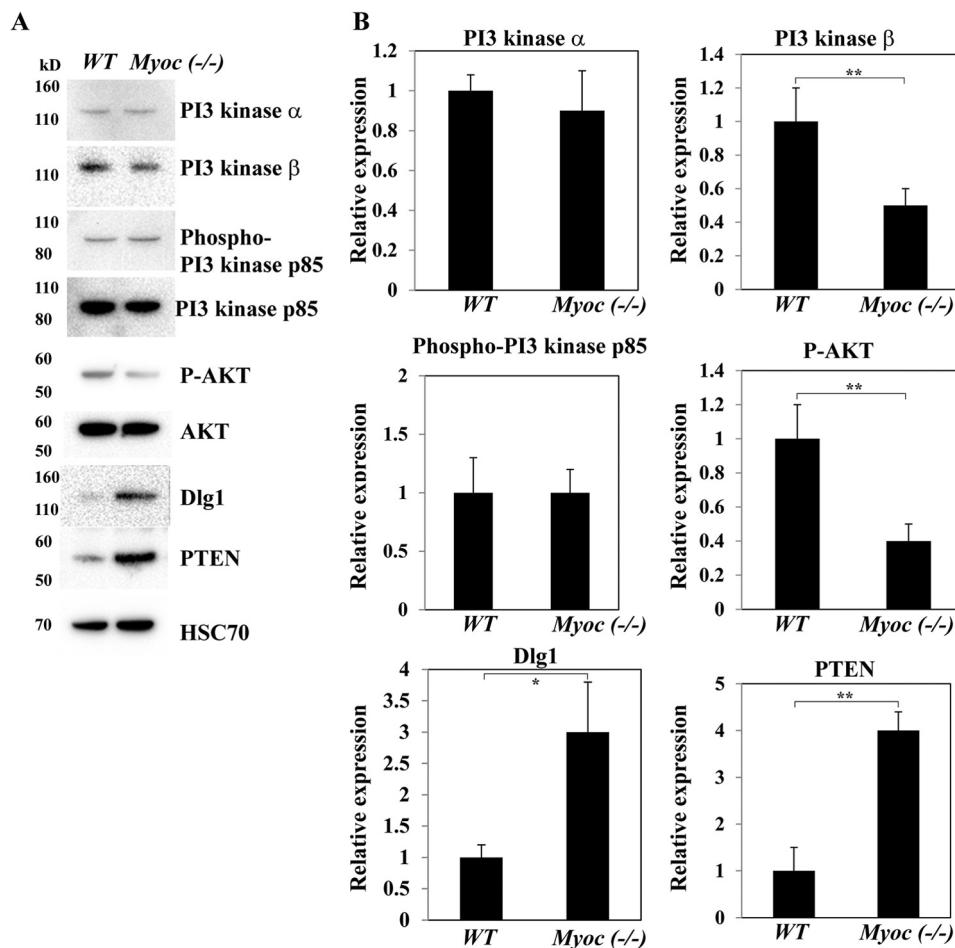 A
kD
WT Myoc (-/-)
160
110
PI3 kinase α
110
PI3 kinase β
110
80
Phospho-
PI3 kinase p85
110
80
PI3 kinase p85
60
50
P-AKT
60
50
AKT
160
110
Dlg1
60
50
PTEN
70
HSC70
B
PI3 kinase α
Relative expression
1.2
1
0.8
0.6
0.4
0.2
0
WT Myoc (-/-)
PI3 kinase β
Relative expression
1.4
1.2
1
0.8
0.6
0.4
0.2
0
**
WT Myoc (-/-)
Phospho-PI3 kinase p85
Relative expression
2
1.5
1
0.5
0
WT Myoc (-/-)
P-AKT
Relative expression
1.4
1.2
1
0.8
0.6
0.4
0.2
0
**
WT Myoc (-/-)
Dlg1
Relative expression
4
3.5
3
2.5
2
1.5
1
0.5
0
*
WT Myoc (-/-)
PTEN
Relative expression
5
4
3
2
1
0
**
WT Myoc (-/-)